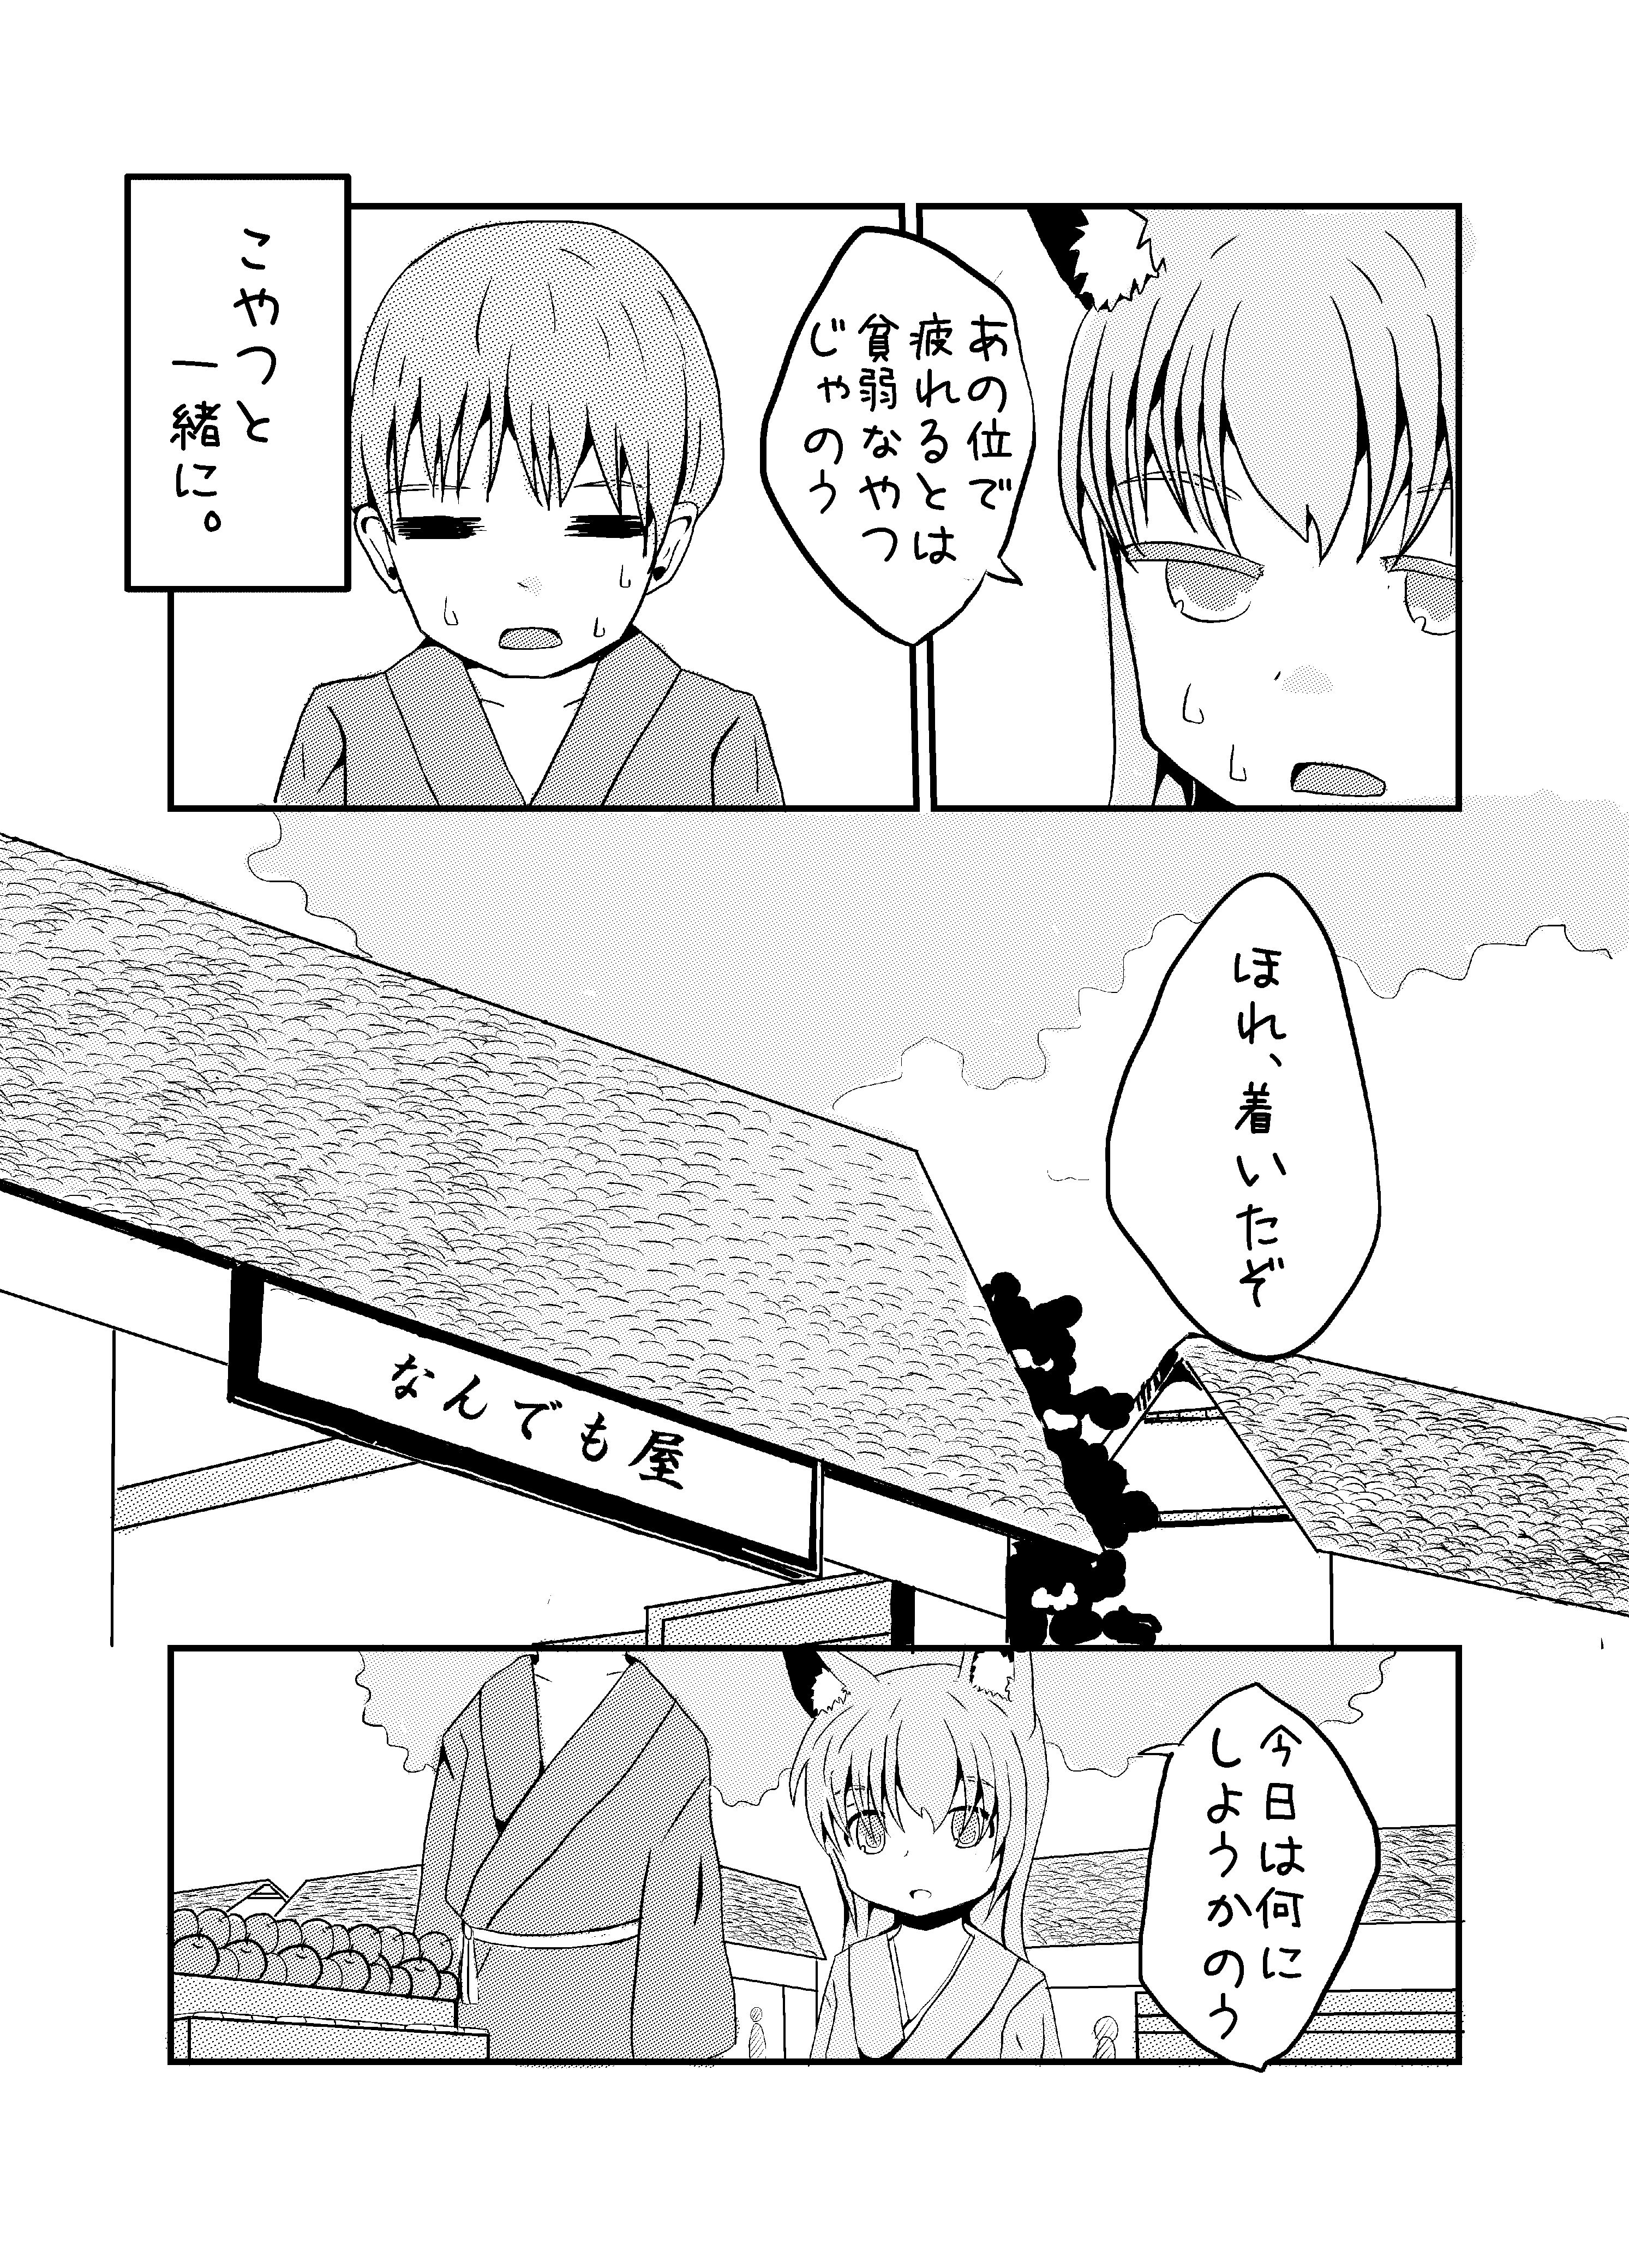 あの位で
疲れるとは
貧弱なやつ
じゃのう
こやつと
一緒に。
ほれ、着いたぞ
なんでも屋
今日は何に
しようかのう